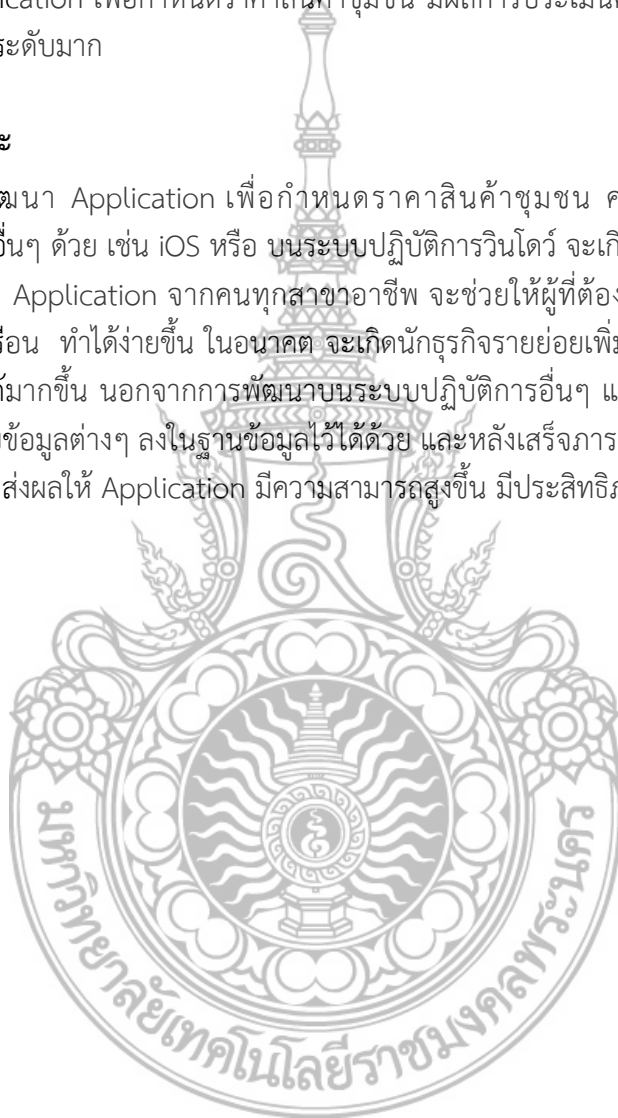 ication เพื่อกำหนดราคาสินค้าชุมชน มีผลการประเมิน
ระดับมาก
ะ
ฒนา Application เพื่อกำหนดราคาสินค้าชุมชน ค
อื่นๆ ด้วย เช่น iOS หรือ บนระบบปฏิบัติการวินโดว์ จะเกิ
Application จากคนทุกสาขาอาชีพ จะช่วยให้ผู้ที่ต้อง
รือน ทำได้ง่ายขึ้น ในอนาคต จะเกิดนักธุรกิจรายย่อยเพิ่ม
ด้มากขึ้น นอกจากการพัฒนาบนระบบปฏิบัติการอื่นๆ แ
ข้อมูลต่างๆ ลงในฐานข้อมูลไว้ได้ด้วย และหลังเสร็จภาร
ส่งผลให้ Application มีความสามารถสูงขึ้น มีประสิทธิภ
มหาวิทยาลัยเทคโนโลยีราชมงคลพระนคร